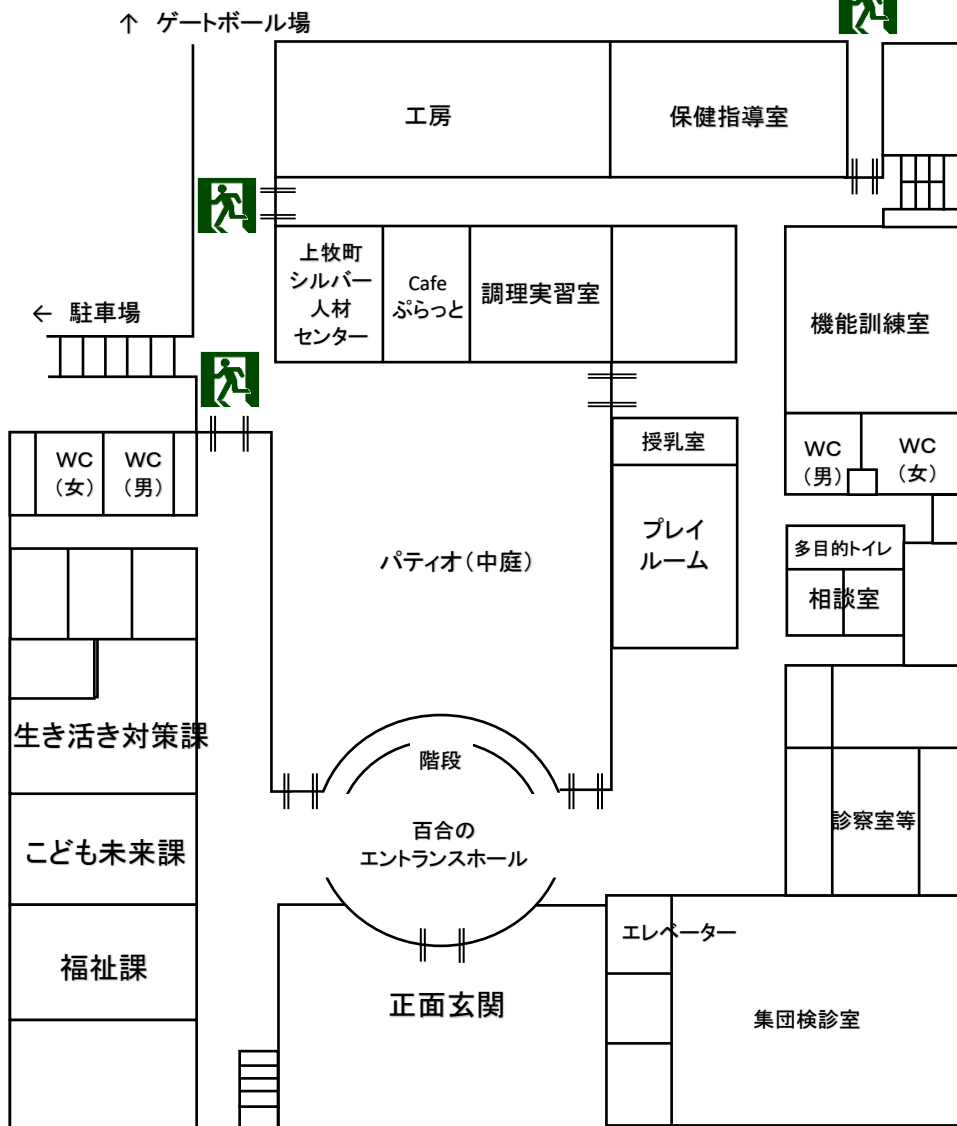 ↑ ゲートボール場
工房
保健指導室
上牧町
シルバー
人材
センター
Cafe
ぷらっと
調理実習室
機能訓練室
← 駐車場
WC
(女)
WC
(男)
授乳室
WC
(男)
WC
(女)
プレイ
ルーム
パティオ(中庭)
多目的トイレ
相談室
生き活き対策課
階段
百合の
エントランスホール
診察室等
こども未来課
福祉課
エレベーター
正面玄関
集団検診室